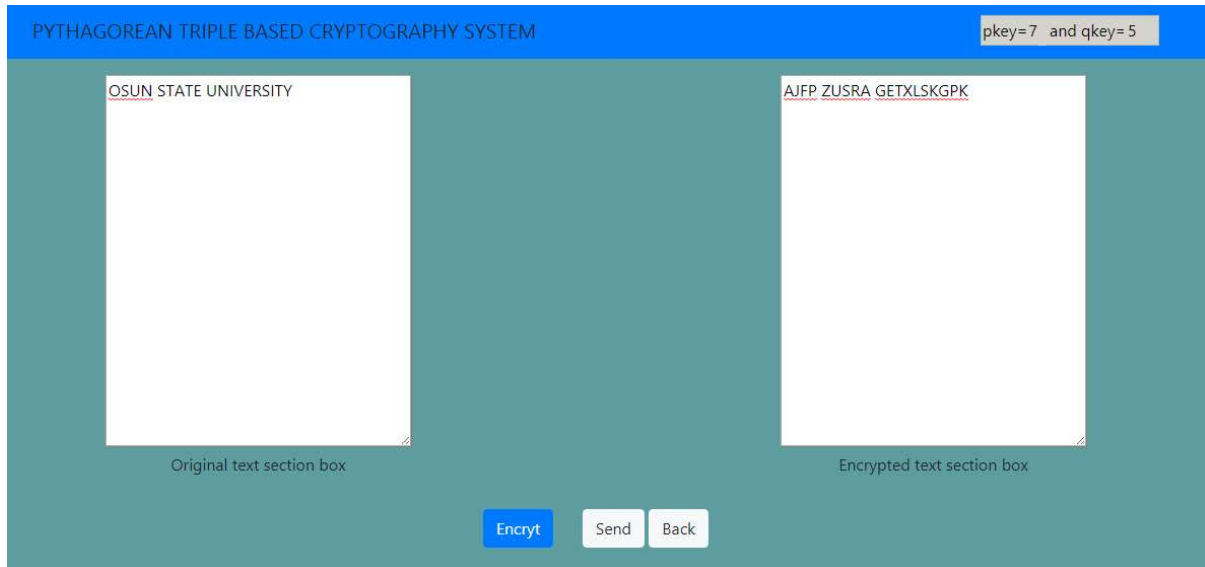 PYTHAGOREAN TRIPLE BASED CRYPTOGRAPHY SYSTEM
pkey=7 and qkey=5
OSUN STATE UNIVERSITY
AJFP ZUSRA GETXLSKGPK
Original text section box
Encrypted text section box
Encryt
Send
Back